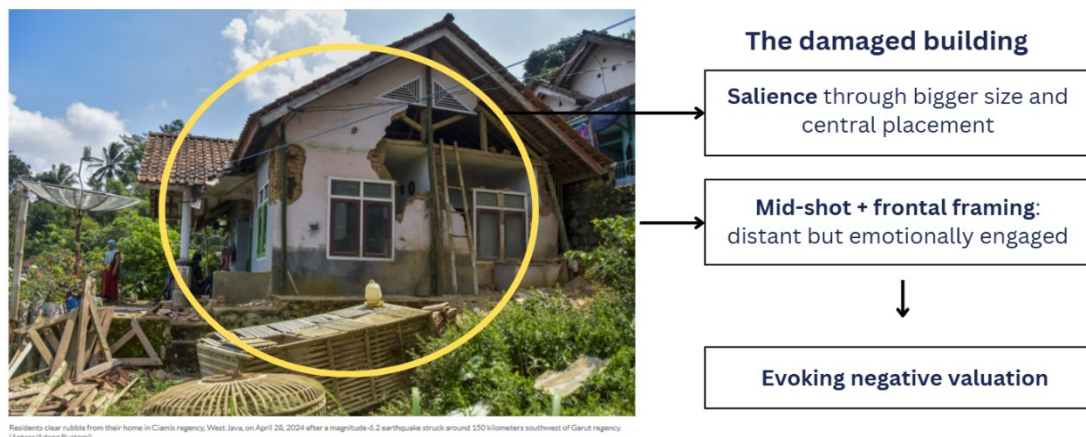 The damaged building
Salience through bigger size and
central placement
Mid-shot + frontal framing:
distant but emotionally engaged
Evoking negative valuation
Residents clear rubble from their home in Ciamis regency, West Java, on April 28, 2024 after a magnitude-6.2 earthquake struck around 150 kilometers southwest of Garut regency.